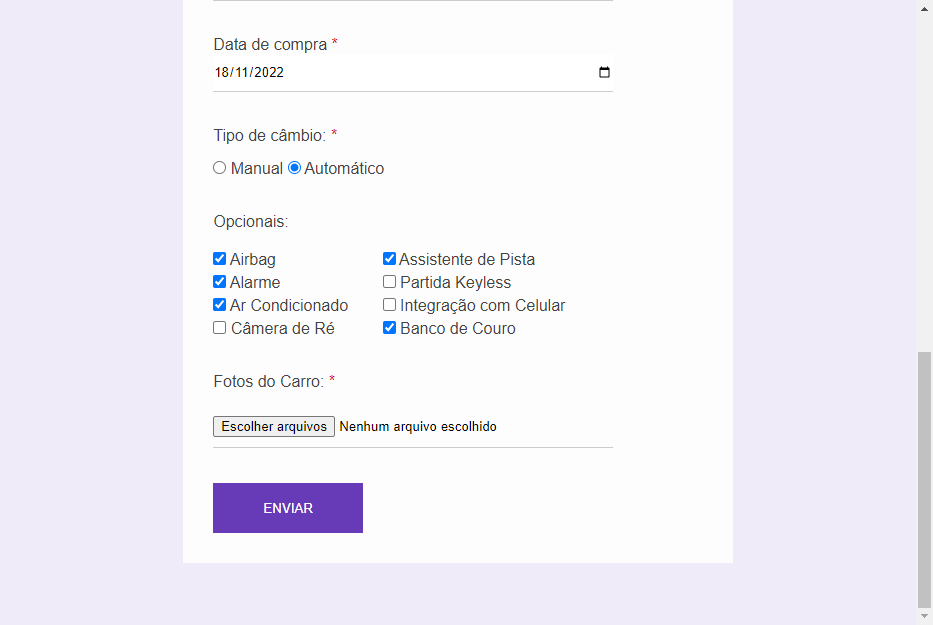 Data de compra *
18/11/2022
Tipo de câmbio: *
Manual Automático
Opcionais:
Airbag Assistente de Pista
Alarme Partida Keyless
Ar Condicionado Integração com Celular
Câmera de Ré Banco de Couro
Fotos do Carro: *
Escolher arquivos Nenhum arquivo escolhido
ENVIAR